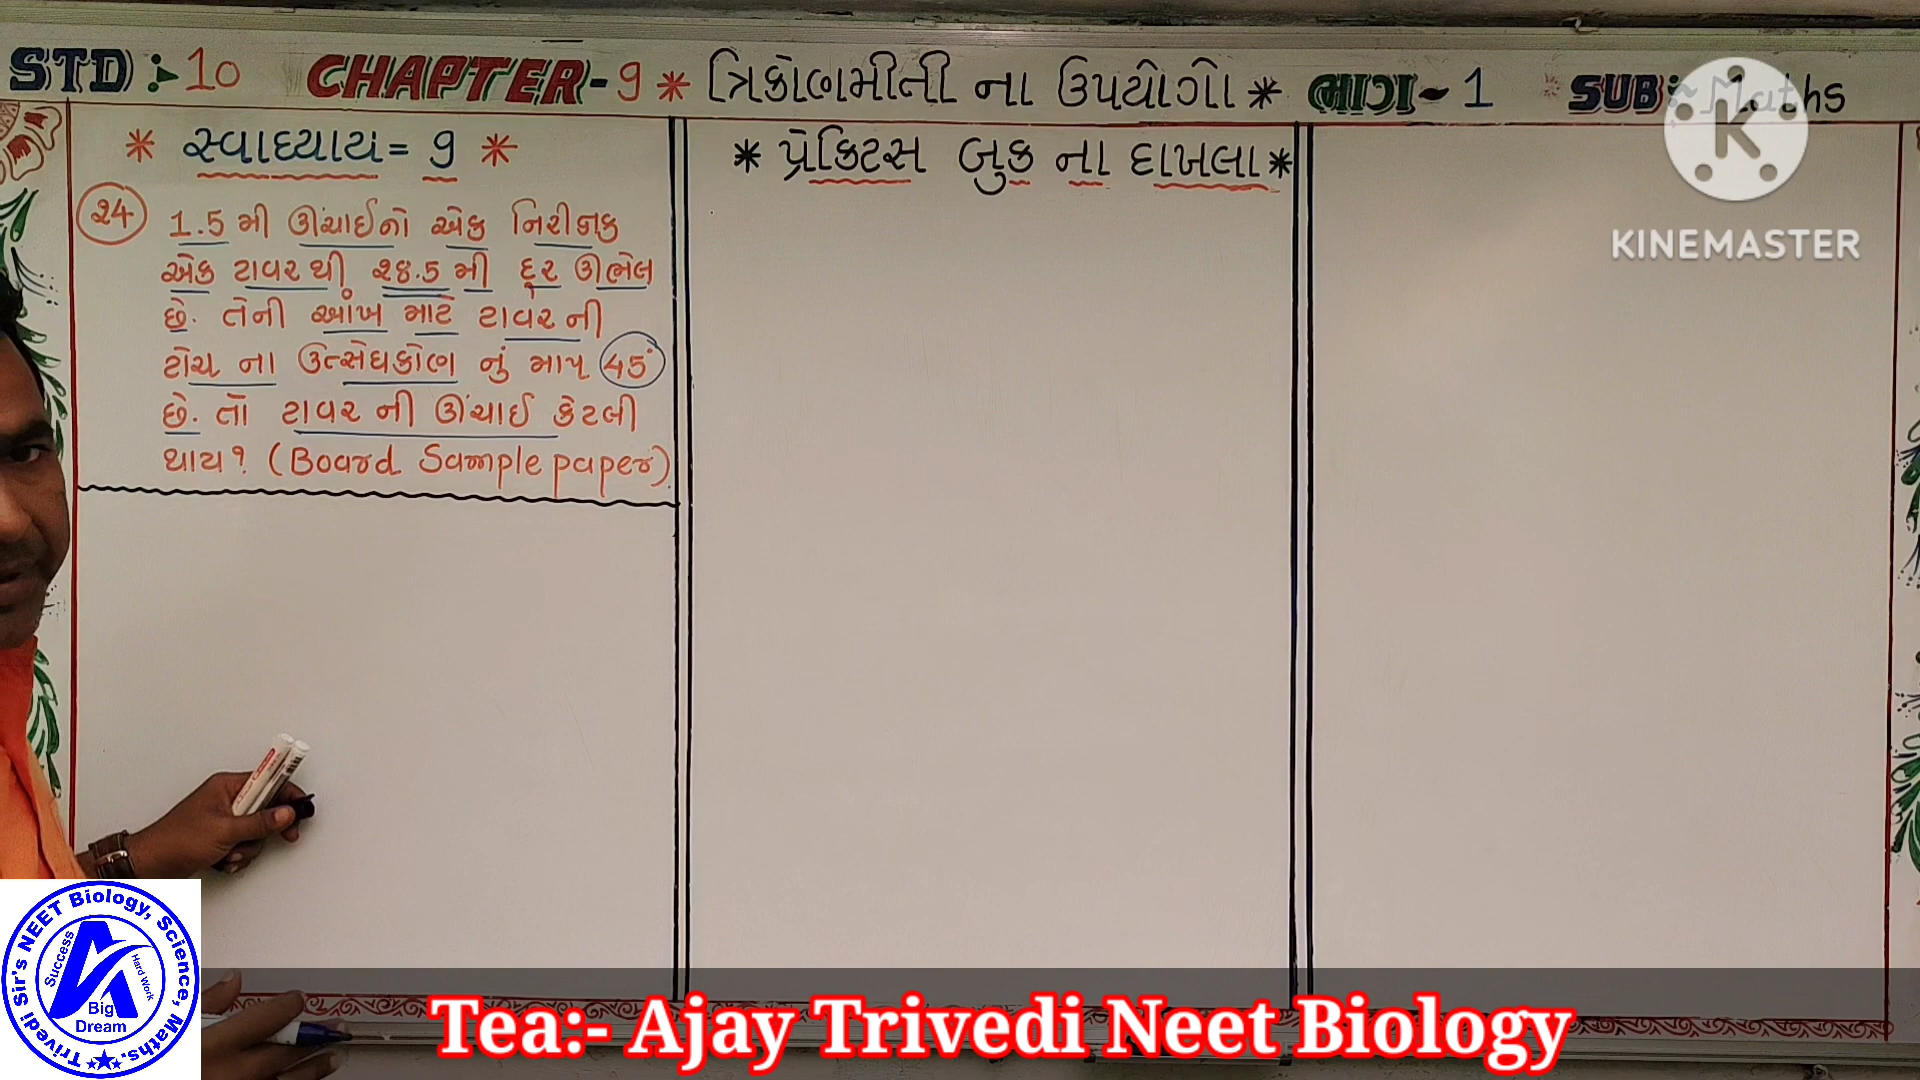 STD :- 10 CHAPTER - 9 * ત્રિકોણમીતી ના ઉપયોગો * ભાગ - 1 SUB :- Maths
KINEMASTER
* સ્વાધ્યાય = 9 *
24 1.5 મી ઊંચાઈનો એક નિરીક્ષક
એક ટાવર થી 28.5 મી દૂર ઊભેલ
છે. તેની આંખ માટે ટાવર ની
ટોચ ના ઉત્સેધકોણ નું માપ 45°
છે. તો ટાવર ની ઊંચાઈ કેટલી
થાય? (Board Sample paper)
* પ્રેક્ટિસ બુક ના દાખલા *
Trivedi Sir's NEET Biology, Science, Maths.
Success
Hard Work
Big
Dream
Tea:- Ajay Trivedi Neet Biology